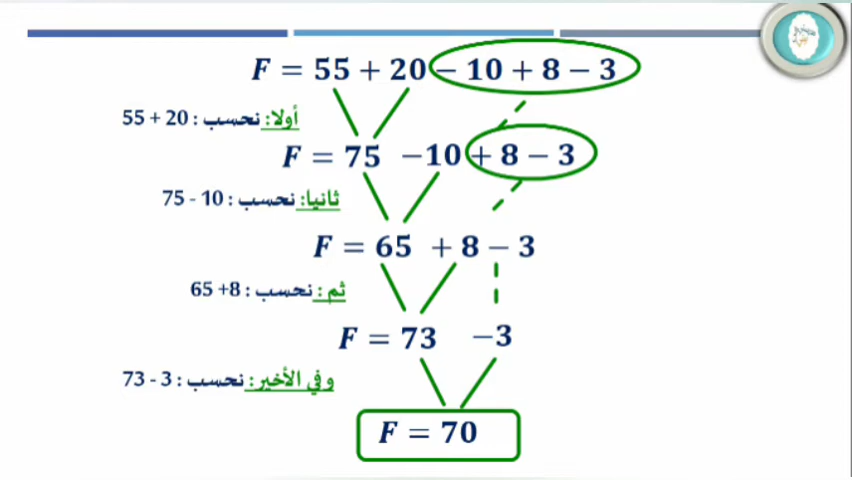 F = 55 + 20 − 10 + 8 − 3
أولا: نحسب : 20 + 55
F = 75 −10 + 8 − 3
ثانيا: نحسب : 10 - 75
F = 65 + 8 − 3
ثم : نحسب : 8+ 65
F = 73 −3
وفي الأخير: نحسب : 3 - 73
F = 70